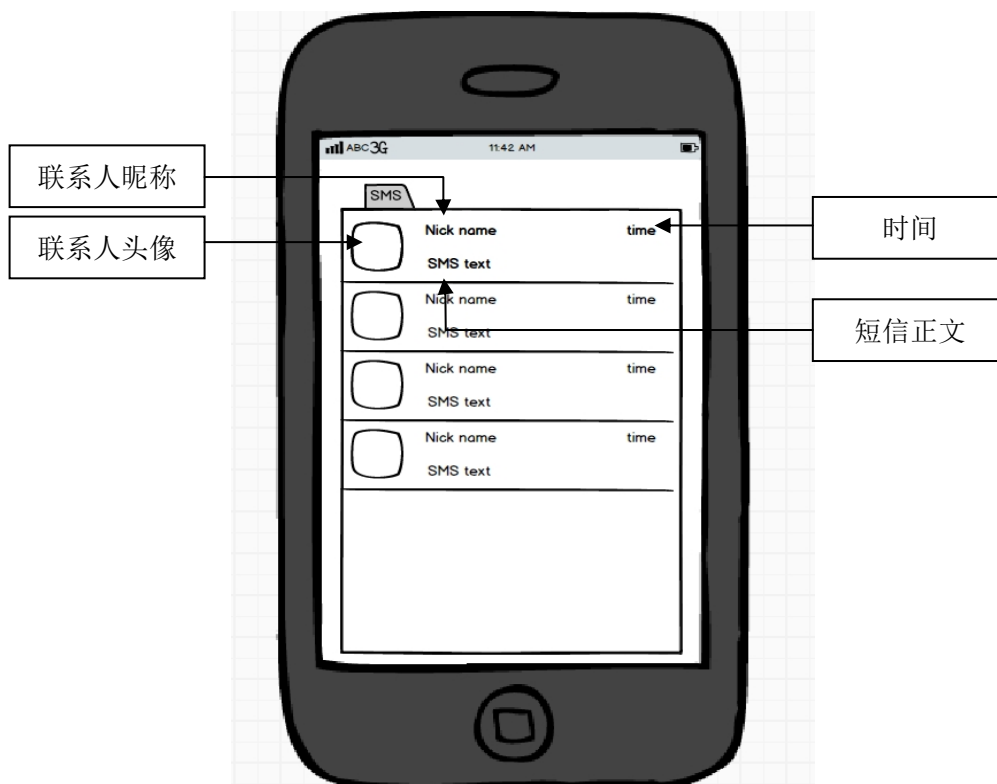 ABC 3G 11:42 AM
联系人昵称
SMS
联系人头像
Nick name time
时间
SMS text
Nick name time
SMS text
短信正文
Nick name time
SMS text
Nick name time
SMS text